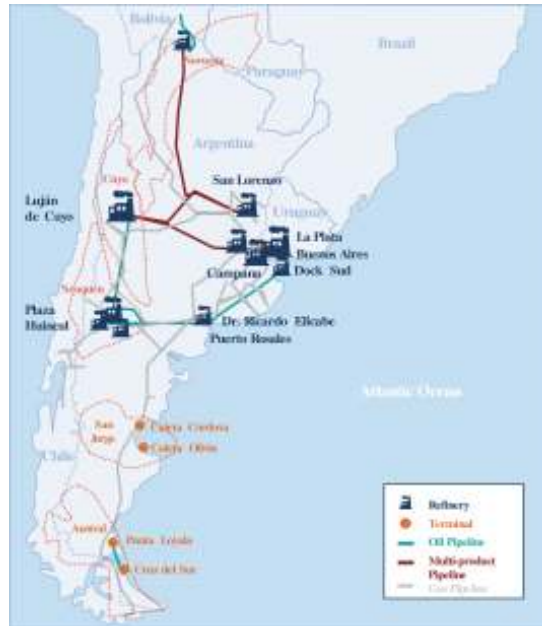 Bolivia
Brazil
Paraguay
Argentina
Cuyo
San Lorenzo
Luján
de Cuyo
Uruguay
La Plata
Buenos Aires
Dock Sud
Campana
Neuquén
Plaza
Huincul
Dr. Ricardo Elicabe
Puerto Rosales
Atlantic Ocean
San
Jorge
Caleta Cordova
Caleta Olivia
Chile
Austral
Punta Loyola
Cruz del Sur
Refinery
Terminal
Oil Pipeline
Multi-product
Pipeline
Gas Pipeline